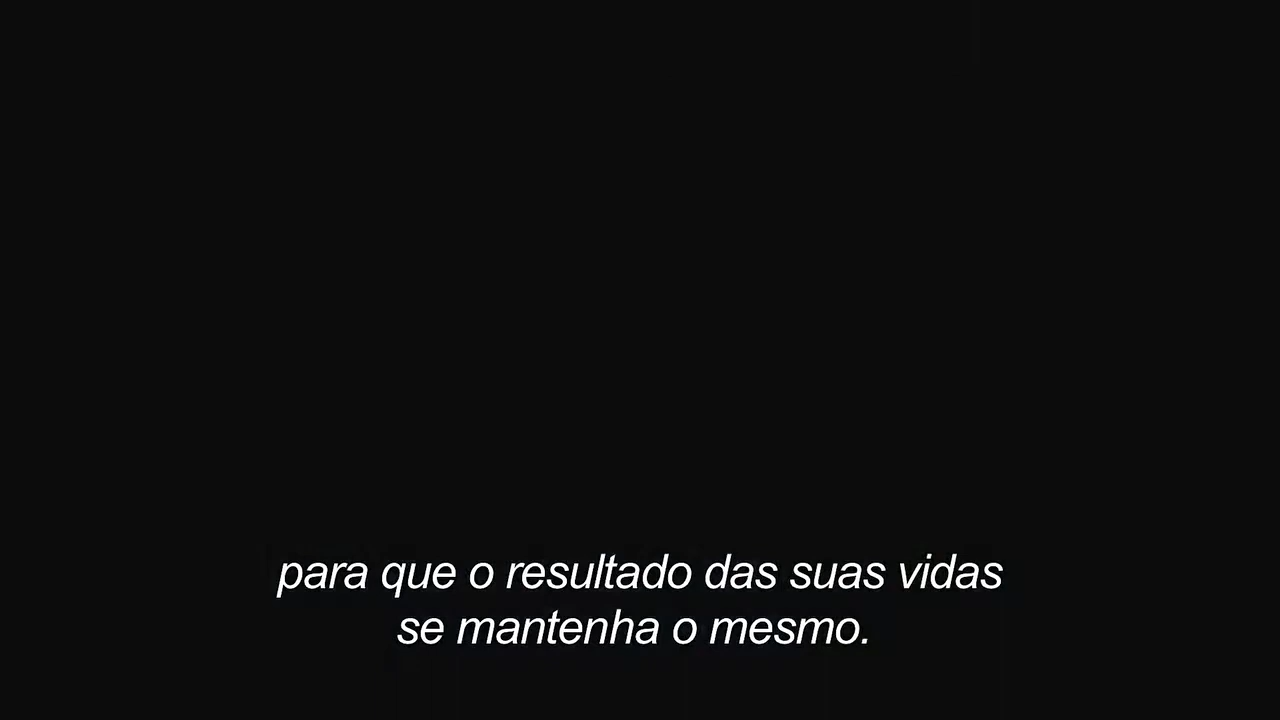 para que o resultado das suas vidas
se mantenha o mesmo.